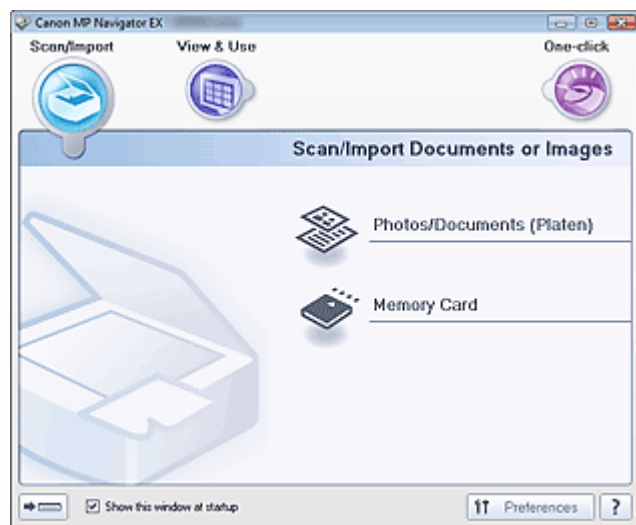 Canon MP Navigator EX
Scan/Import View & Use One-click
Scan/Import Documents or Images
Photos/Documents (Platen)
Memory Card
Show this window at startup Preferences ?